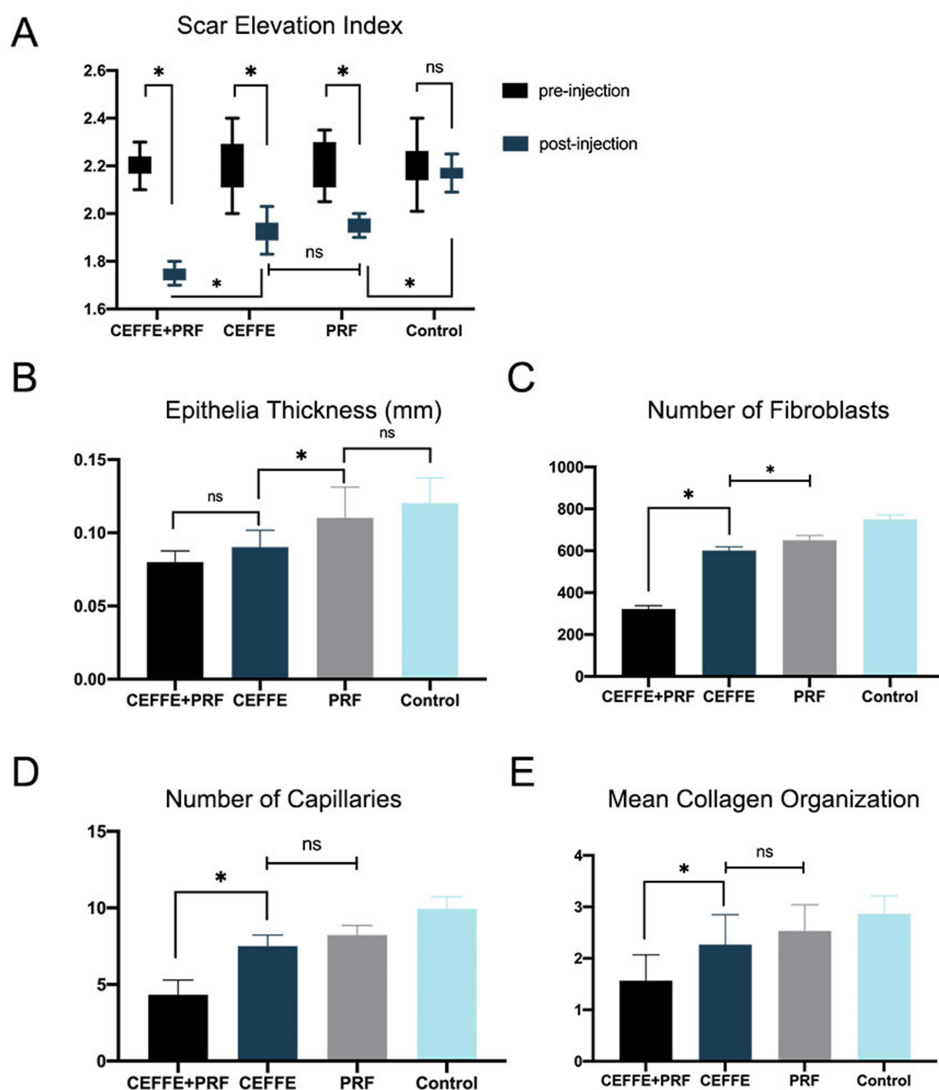 A
Scar Elevation Index
2.6
2.4
2.2
2.0
1.8
1.6
*
*
*
ns
ns
*
*
CEFFE+PRF
CEFFE
PRF
Control
pre-injection
post-injection
B
Epithelia Thickness (mm)
0.15
0.10
0.05
0.00
ns
*
ns
CEFFE+PRF
CEFFE
PRF
Control
C
Number of Fibroblasts
1000
800
600
400
200
0
*
*
CEFFE+PRF
CEFFE
PRF
Control
D
Number of Capillaries
15
10
5
0
*
ns
CEFFE+PRF
CEFFE
PRF
Control
E
Mean Collagen Organization
4
3
2
1
0
*
ns
CEFFE+PRF
CEFFE
PRF
Control